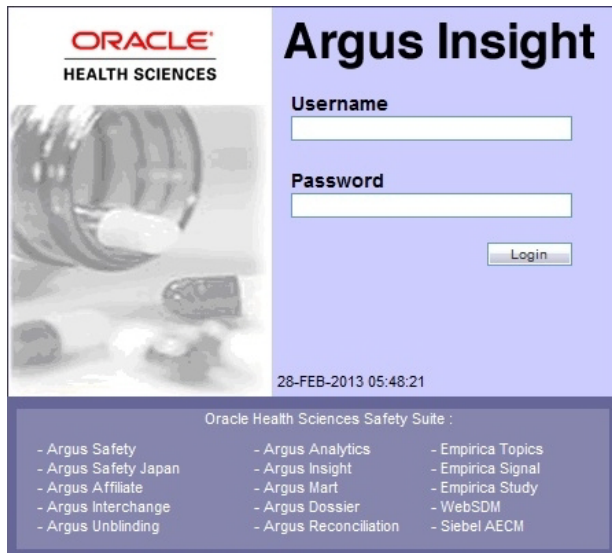 ORACLE
HEALTH SCIENCES
Argus Insight
Username
Password
Login
28-FEB-2013 05:48:21
Oracle Health Sciences Safety Suite :
- Argus Safety - Argus Analytics - Empirica Topics
- Argus Safety Japan - Argus Insight - Empirica Signal
- Argus Affiliate - Argus Mart - Empirica Study
- Argus Interchange - Argus Dossier - WebSDM
- Argus Unblinding - Argus Reconciliation - Siebel AECM